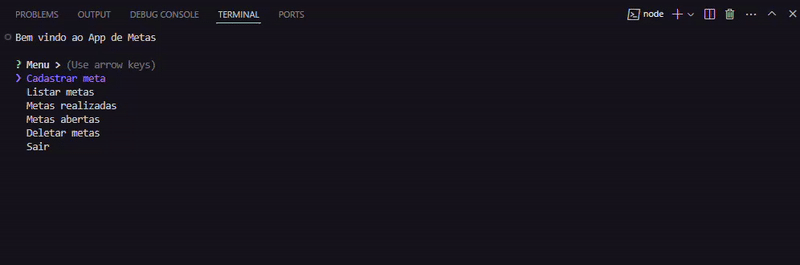 PROBLEMS OUTPUT DEBUG CONSOLE TERMINAL PORTS node
Bem vindo ao App de Metas
? Menu > (Use arrow keys)
❯ Cadastrar meta
Listar metas
Metas realizadas
Metas abertas
Deletar metas
Sair